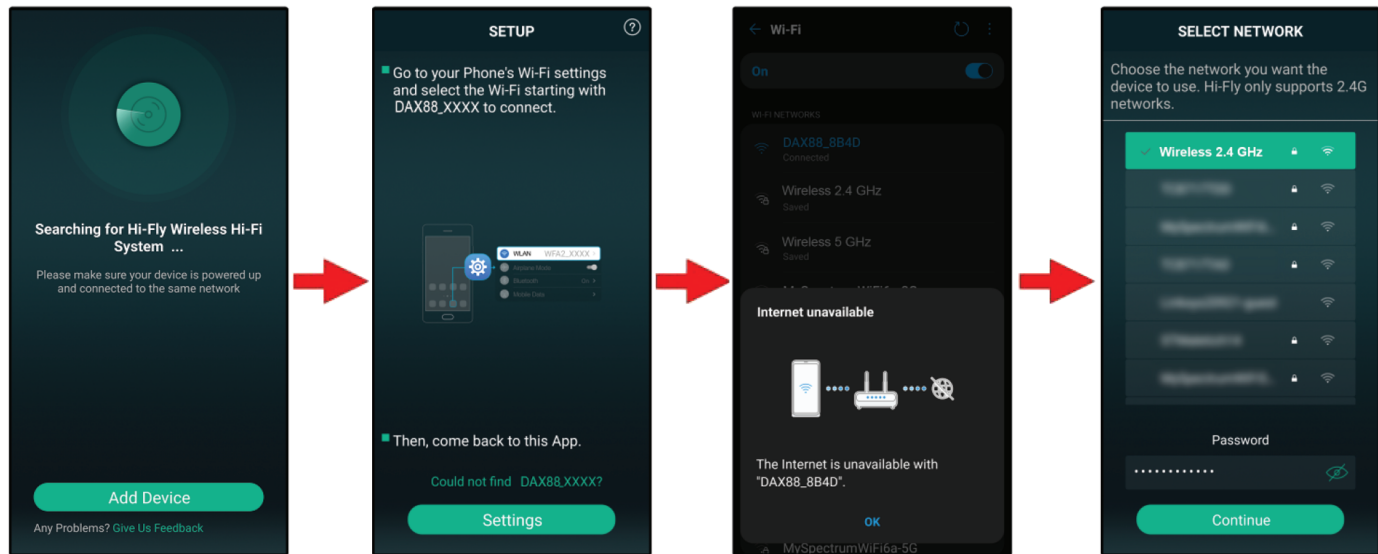 Searching for Hi-Fly Wireless Hi-Fi
System ...
Please make sure your device is powered up
and connected to the same network
Add Device
Any Problems? Give Us Feedback
SETUP
?
Go to your Phone's Wi-Fi settings
and select the Wi-Fi starting with
DAX88_XXXX to connect.
WLAN WFA2_XXXX >
Airplane Mode
Bluetooth On >
Mobile Data >
Then, come back to this App.
Could not find DAX88_XXXX?
Settings
Wi-Fi
On
WI-FI NETWORKS
DAX88_8B4D
Connected
Wireless 2.4 GHz
Saved
Wireless 5 GHz
Saved
Internet unavailable
The Internet is unavailable with
"DAX88_8B4D".
OK
MySpectrumWiFi6a-5G
SELECT NETWORK
Choose the network you want the
device to use. Hi-Fly only supports 2.4G
networks.
Wireless 2.4 GHz
Password
............
Continue